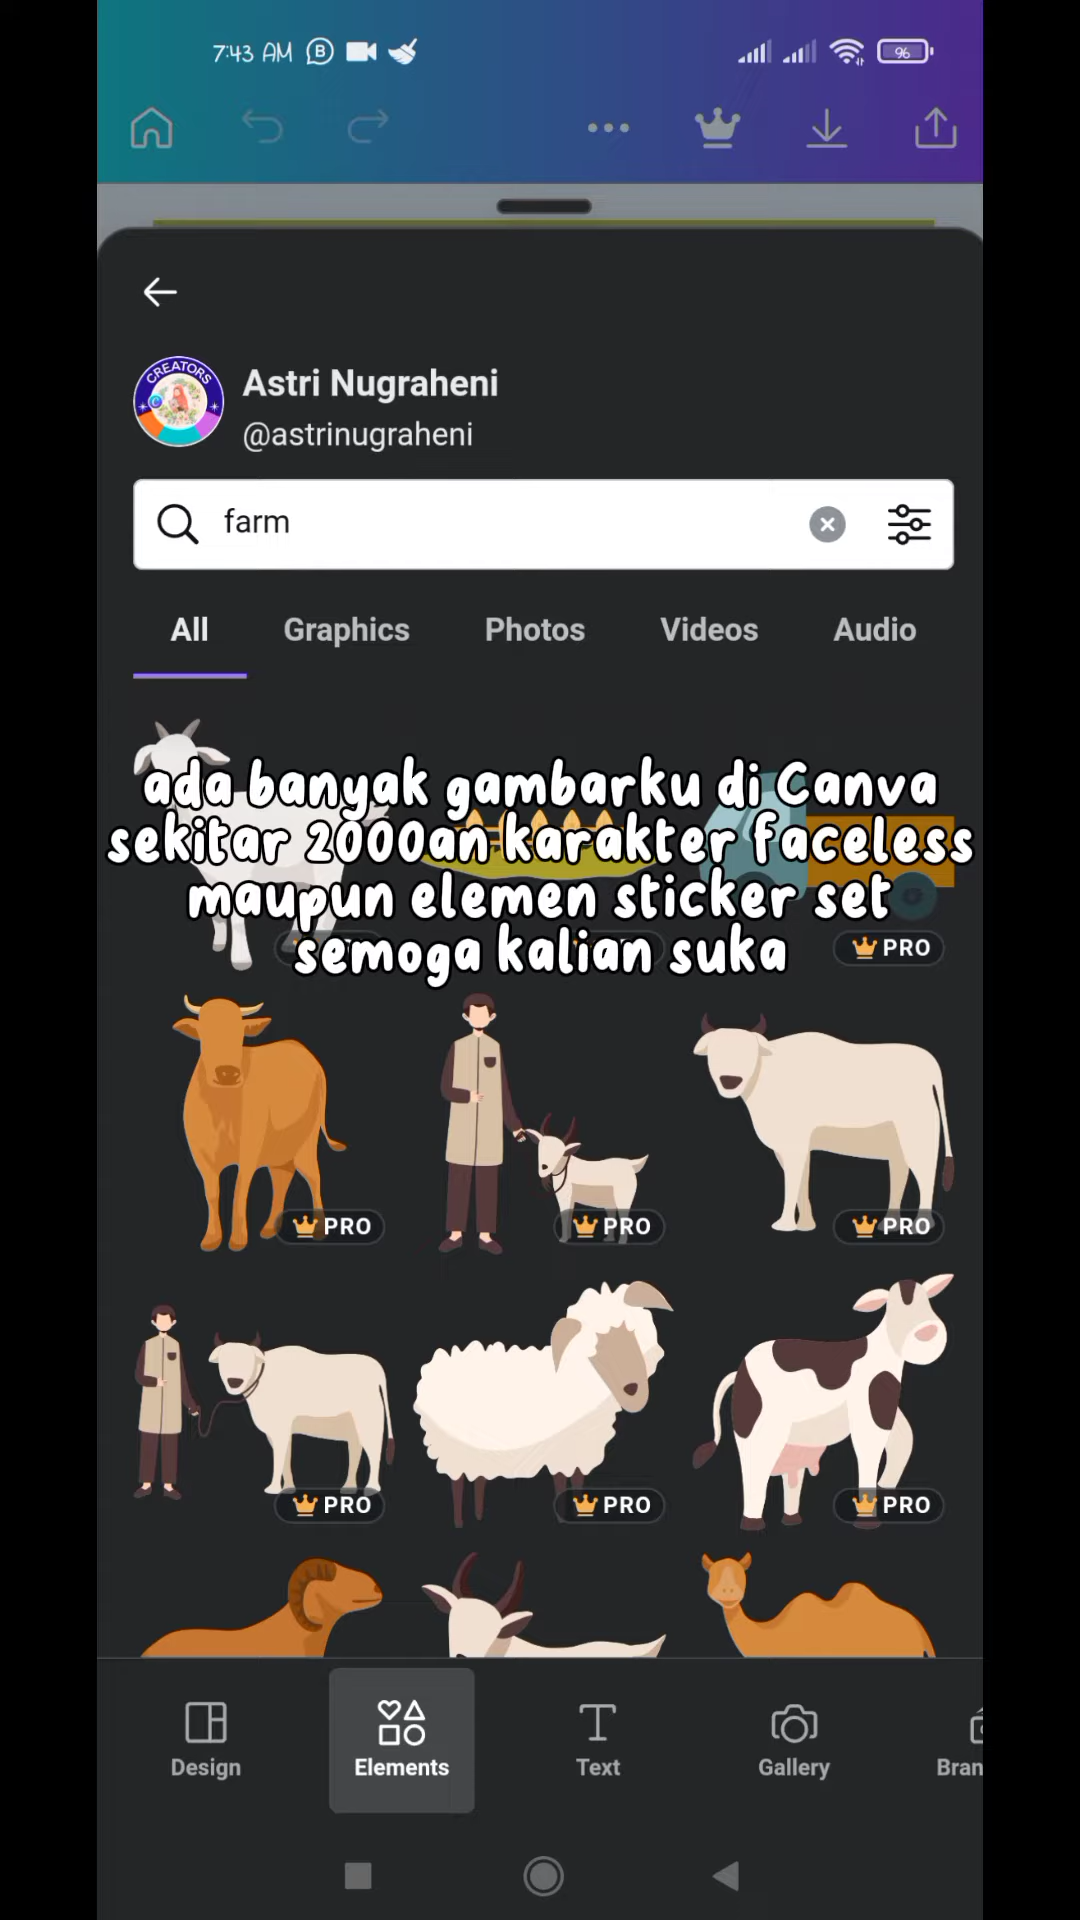 7:43 AM
B
96
CREATORS
Astri Nugraheni
@astrinugraheni
farm
All Graphics Photos Videos Audio
ada banyak gambarku di Canva
sekitar 2000an karakter faceless
maupun elemen sticker set
semoga kalian suka
PRO
PRO PRO PRO
PRO PRO PRO
Design Elements Text Gallery Bran